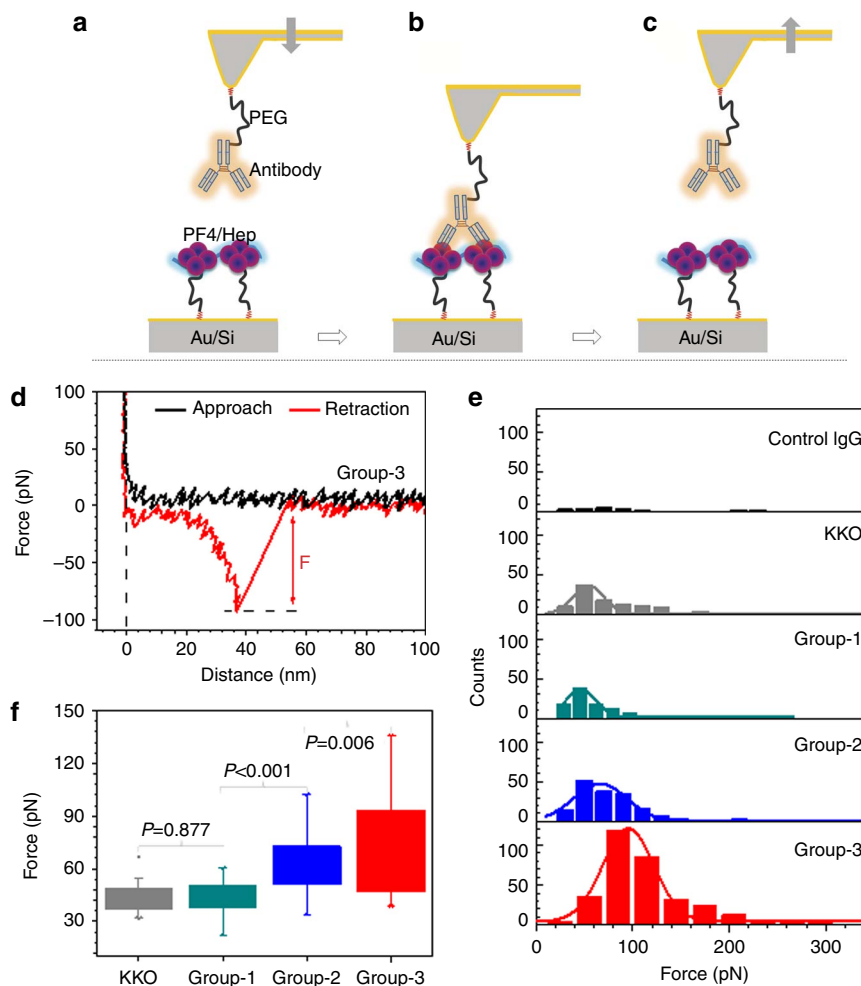 a
b
c
PEG
Antibody
PF4/Hep
Au/Si
Au/Si
Au/Si
d
100
50
0
−50
−100
Force (pN)
Approach
Retraction
Group-3
F
0
20
40
60
80
100
Distance (nm)
e
Control IgG
100
50
0
KKO
100
50
0
Group-1
100
50
0
Group-2
100
50
0
Group-3
100
50
0
Counts
0
100
200
300
Force (pN)
f
150
120
90
60
30
Force (pN)
P=0.877
P<0.001
P=0.006
KKO Group-1 Group-2 Group-3